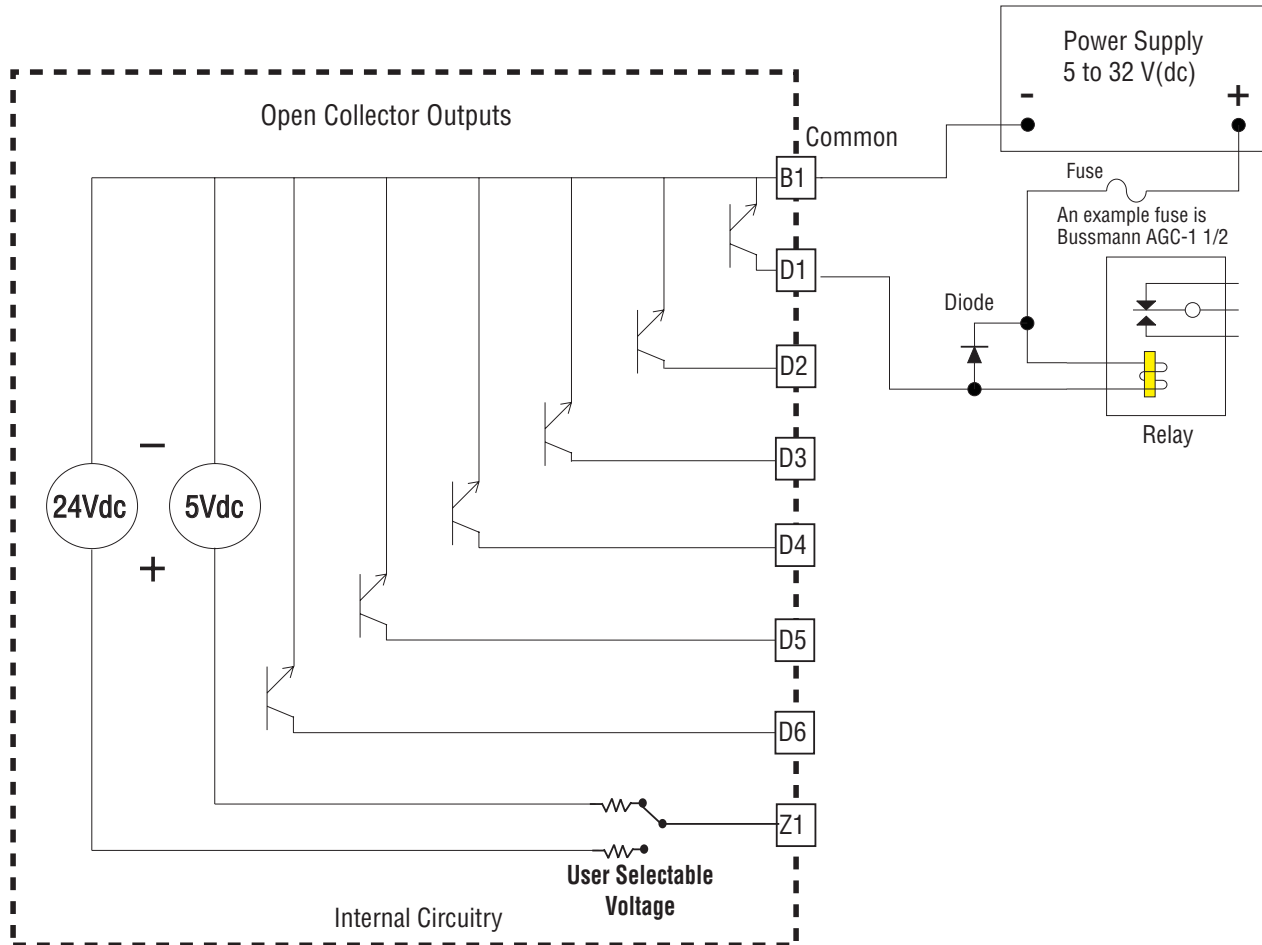 Power Supply
5 to 32 V(dc)
- +
Open Collector Outputs
Common
B1
Fuse
An example fuse is
Bussmann AGC-1 1/2
D1
Diode
D2
Relay
D3
24Vdc
5Vdc
−
+
D4
D5
D6
Z1
User Selectable
Voltage
Internal Circuitry